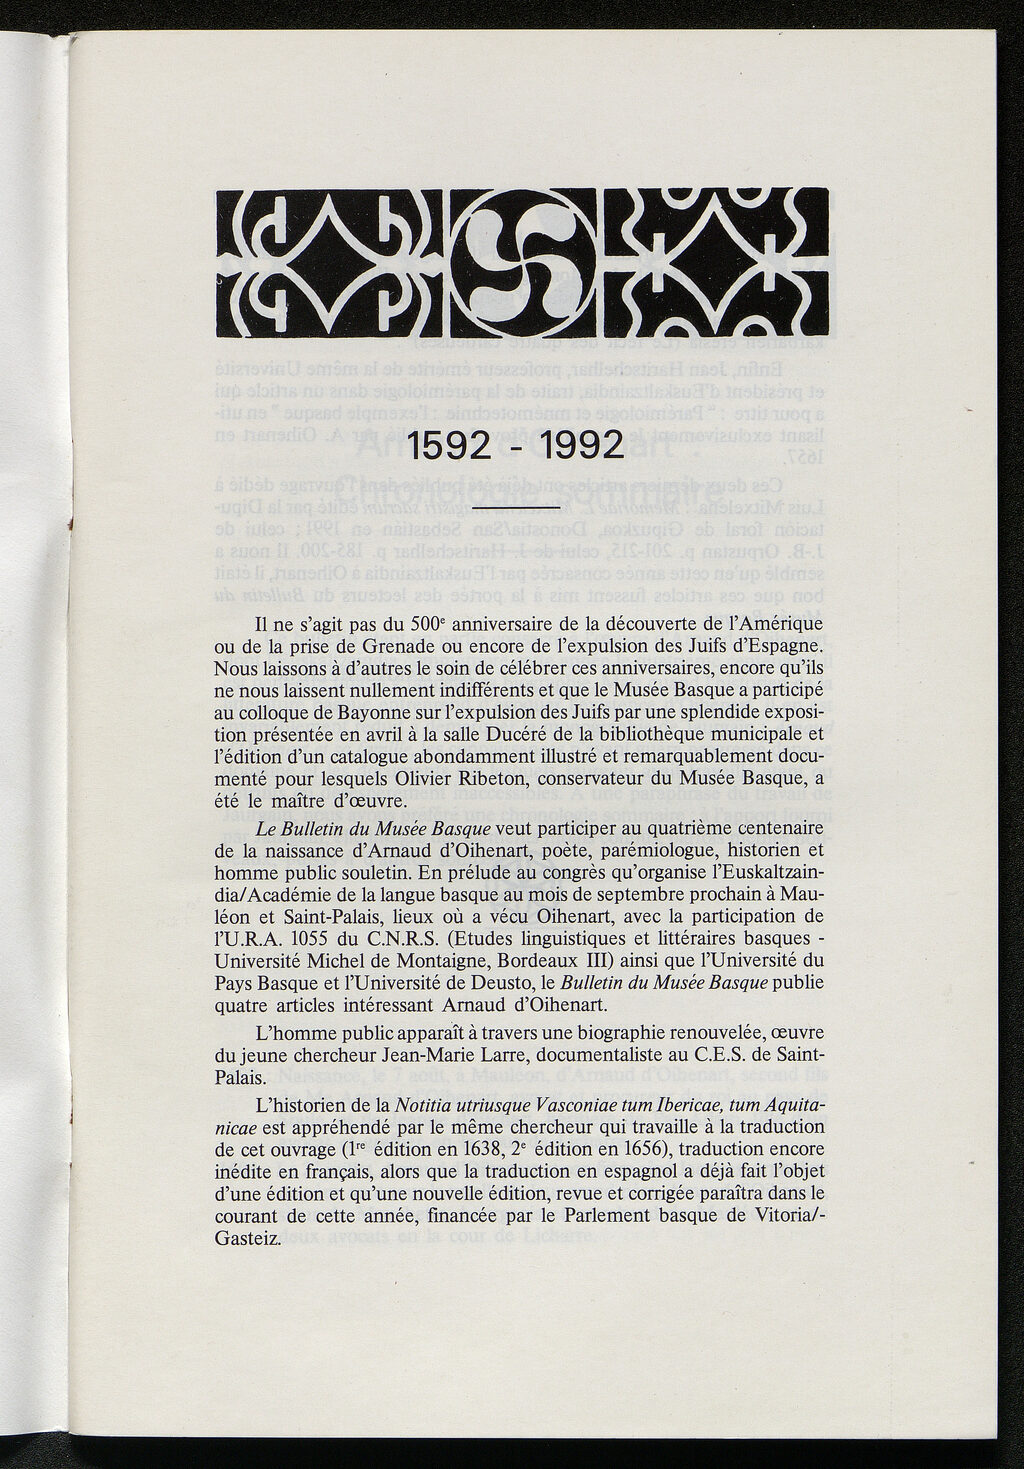 1592 - 1992
Il ne s'agit pas du 500e anniversaire de la découverte de l'Amérique
ou de la prise de Grenade ou encore de l'expulsion des Juifs d'Espagne.
Nous laissons à d'autres le soin de célébrer ces anniversaires, encore qu'ils
ne nous laissent nullement indifférents et que le Musée Basque a participé
au colloque de Bayonne sur l'expulsion des Juifs par une splendide exposi-
tion présentée en avril à la salle Ducéré de la bibliothèque municipale et
l'édition d'un catalogue abondamment illustré et remarquablement docu-
menté pour lesquels Olivier Ribeton, conservateur du Musée Basque, a
été le maître d'œuvre.
Le Bulletin du Musée Basque veut participer au quatrième centenaire
de la naissance d'Arnaud d'Oihenart, poète, parémiologue, historien et
homme public souletin. En prélude au congrès qu'organise l'Euskaltzain-
dia/Académie de la langue basque au mois de septembre prochain à Mau-
léon et Saint-Palais, lieux où a vécu Oihenart, avec la participation de
l'U.R.A. 1055 du C.N.R.S. (Etudes linguistiques et littéraires basques -
Université Michel de Montaigne, Bordeaux III) ainsi que l'Université du
Pays Basque et l'Université de Deusto, le Bulletin du Musée Basque publie
quatre articles intéressant Arnaud d'Oihenart.
L'homme public apparaît à travers une biographie renouvelée, œuvre
du jeune chercheur Jean-Marie Larre, documentaliste au C.E.S. de Saint-
Palais.
L'historien de la Notitia utriusque Vasconiae tum Ibericae, tum Aquita-
nicae est appréhendé par le même chercheur qui travaille à la traduction
de cet ouvrage (1re édition en 1638, 2e édition en 1656), traduction encore
inédite en français, alors que la traduction en espagnol a déjà fait l'objet
d'une édition et qu'une nouvelle édition, revue et corrigée paraîtra dans le
courant de cette année, financée par le Parlement basque de Vitoria/-
Gasteiz.